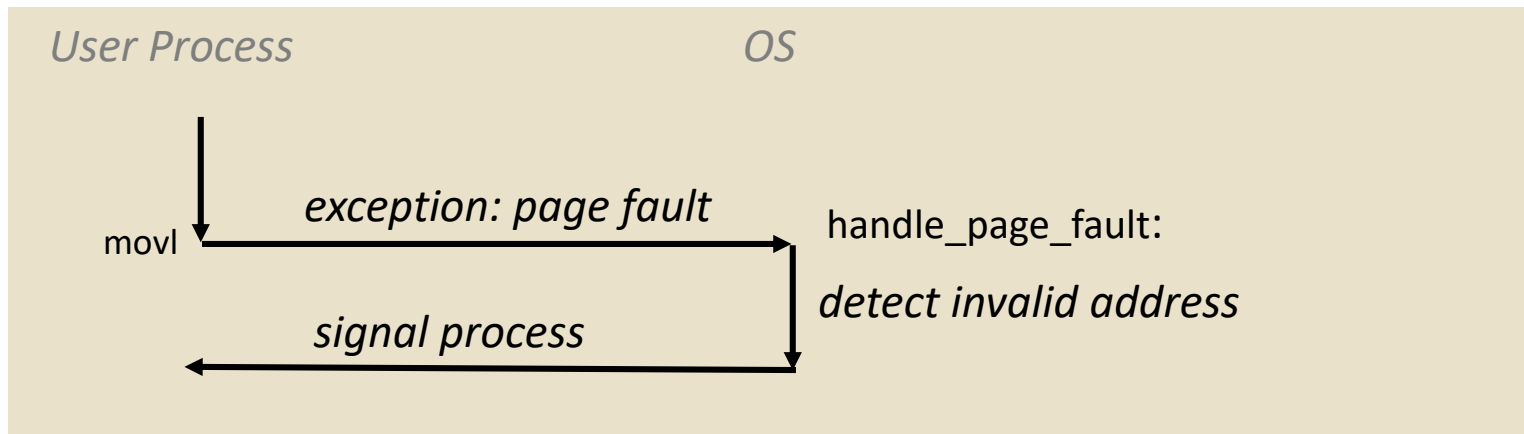 User Process OS
exception: page fault
handle_page_fault:
movl
detect invalid address
signal process